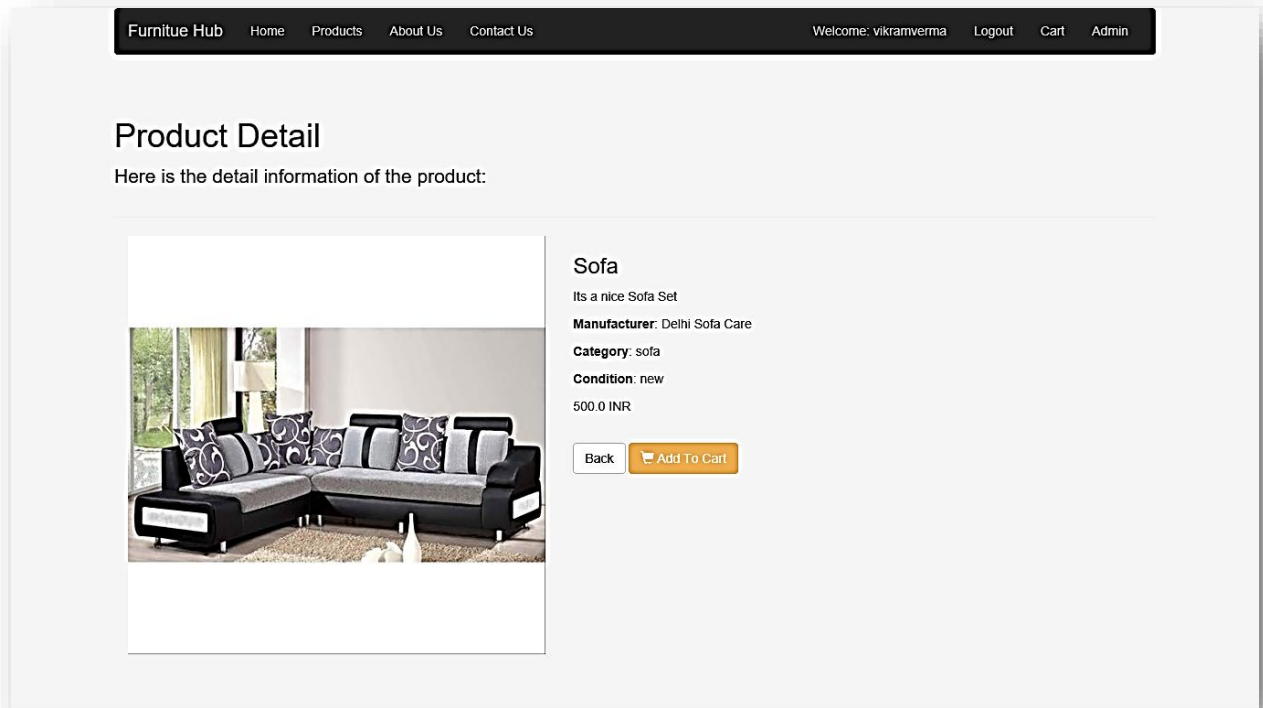 Furnitue Hub Home Products About Us Contact Us Welcome: vikramverma Logout Cart Admin
Product Detail
Here is the detail information of the product:
Sofa
Its a nice Sofa Set
Manufacturer: Delhi Sofa Care
Category: sofa
Condition: new
500.0 INR
Back Add To Cart